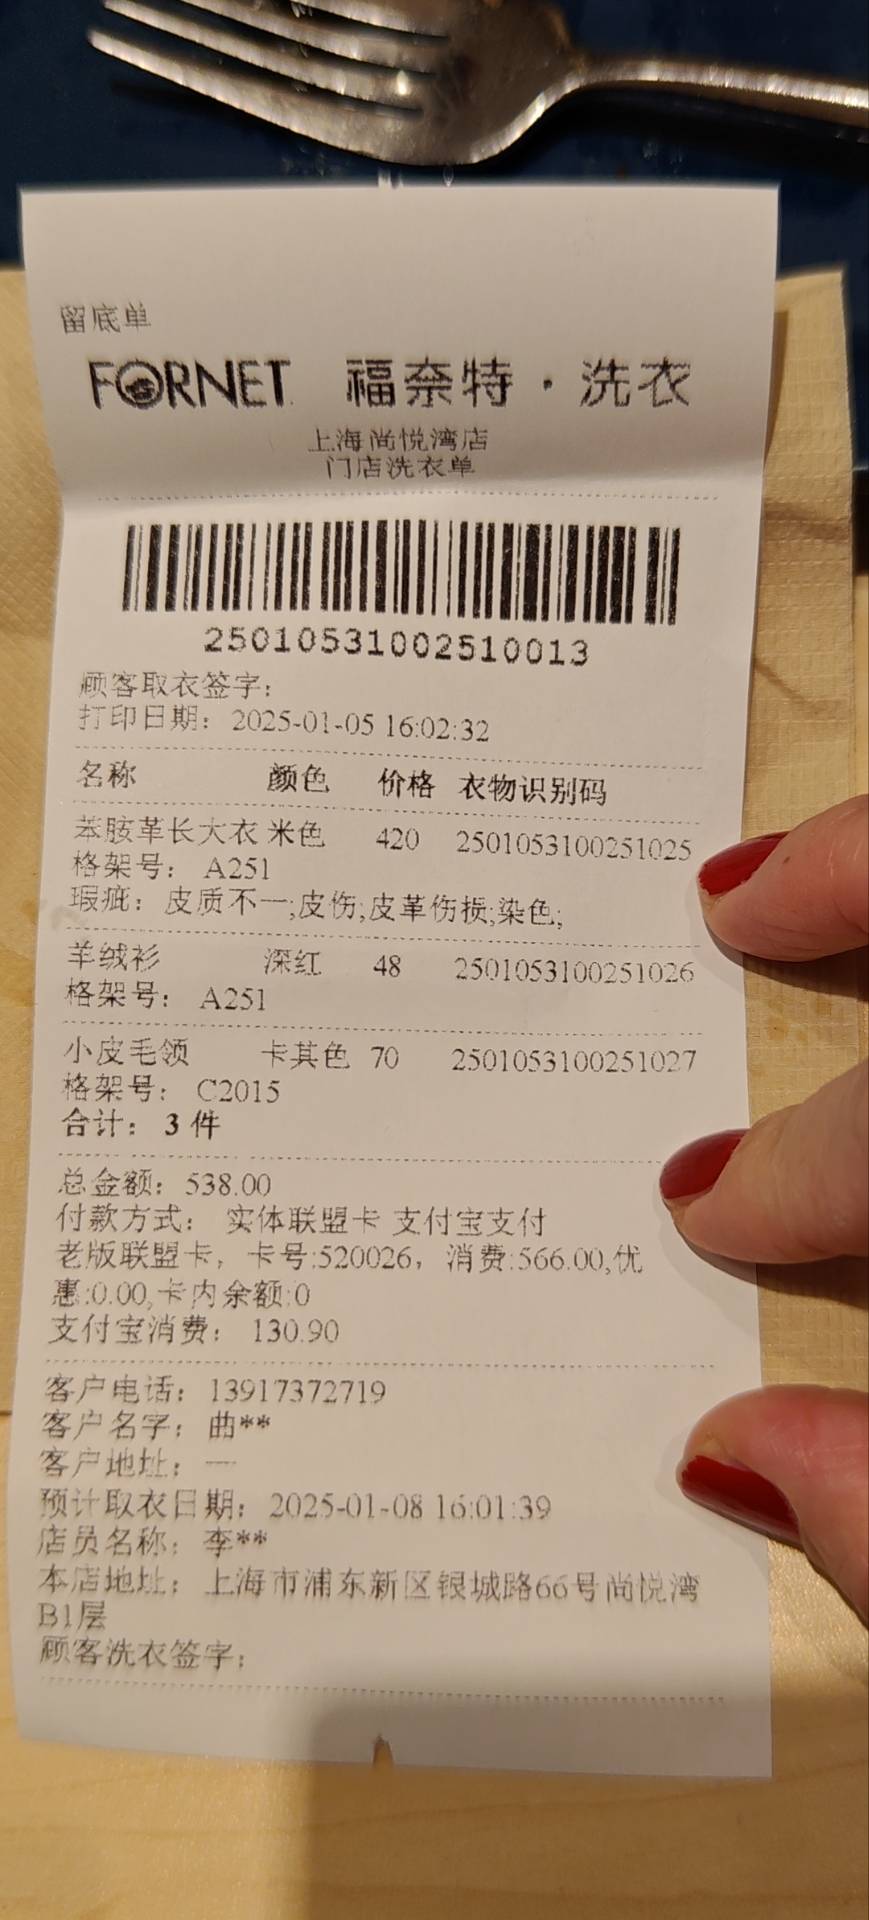 留底单
FORNET 福奈特·洗衣
上海尚悦湾店
门店洗衣单
25010531002510013
顾客取衣签字：
打印日期：2025-01-05 16:02:32
名称 颜色 价格 衣物识别码
苯胺革长大衣 米色 420 2501053100251025
格架号：A251
瑕疵：皮质不一;皮伤;皮革伤损;染色;
羊绒衫 深红 48 2501053100251026
格架号：A251
小皮毛领 卡其色 70 2501053100251027
格架号：C2015
合计：3 件
总金额：538.00
付款方式：实体联盟卡 支付宝支付
老版联盟卡，卡号:520026，消费:566.00,优
惠:0.00,卡内余额:0
支付宝消费：130.90
客户电话：13917372719
客户名字：曲**
客户地址：一
预计取衣日期：2025-01-08 16:01:39
店员名称：李**
本店地址：上海市浦东新区银城路66号尚悦湾
B1层
顾客洗衣签字：